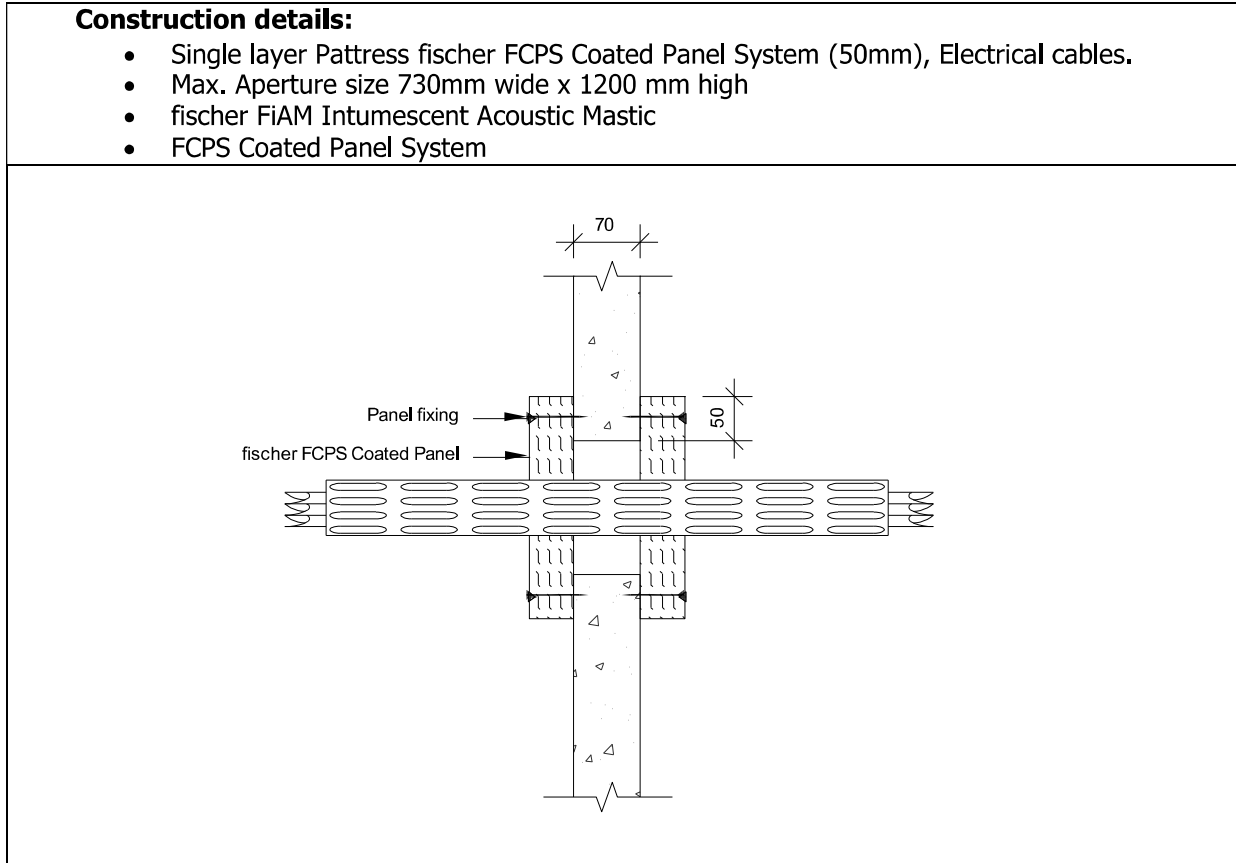 Construction details:
• Single layer Pattress fischer FCPS Coated Panel System (50mm), Electrical cables.
• Max. Aperture size 730mm wide x 1200 mm high
• fischer FiAM Intumescent Acoustic Mastic
• FCPS Coated Panel System
70
Panel fixing
50
fischer FCPS Coated Panel